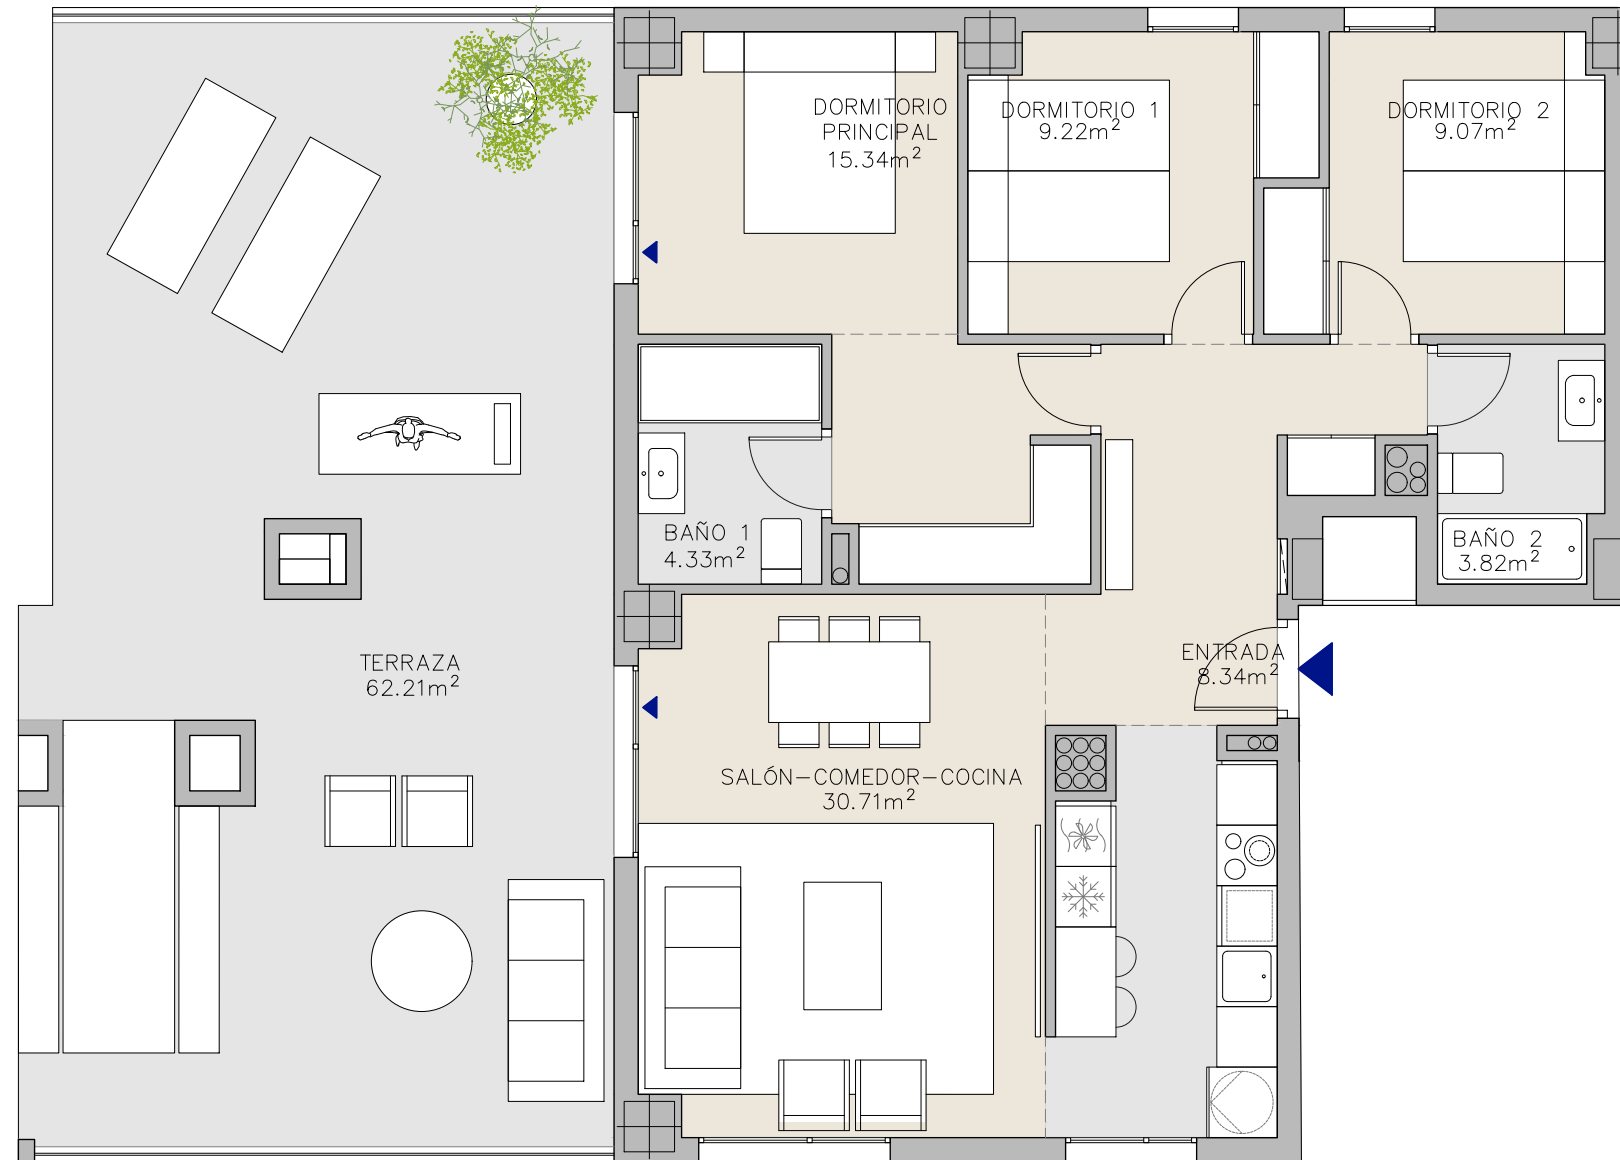 DORMITORIO
PRINCIPAL
15.34m²
DORMITORIO 1
9.22m²
DORMITORIO 2
9.07m²
BAÑO 1
4.33m²
BAÑO 2
3.82m²
TERRAZA
62.21m²
ENTRADA
8.34m²
SALÓN-COMEDOR-COCINA
30.71m²